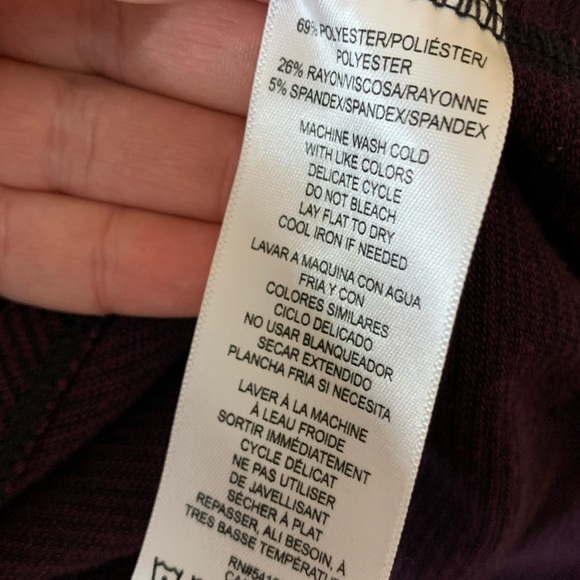 69% POLYESTER/POLIÉSTER/
POLYESTER
26% RAYON/VISCOSA/RAYONNE
5% SPANDEX/SPANDEX/SPANDEX
MACHINE WASH COLD
WITH LIKE COLORS
DELICATE CYCLE
DO NOT BLEACH
LAY FLAT TO DRY
COOL IRON IF NEEDED
LAVAR A MAQUINA CON AGUA
FRIA Y CON
COLORES SIMILARES
CICLO DELICADO
NO USAR BLANQUEADOR
SECAR EXTENDIDO
PLANCHA FRIA SI NECESITA
LAVER À LA MACHINE
À LEAU FROIDE
SORTIR IMMÉDIATEMENT
CYCLE DÉLICAT
NE PAS UTILISER
DE JAVELLISANT
SÉCHER À PLAT
REPASSER, ALI BESOIN, À
TRES BASSE TEMPÉRATURE